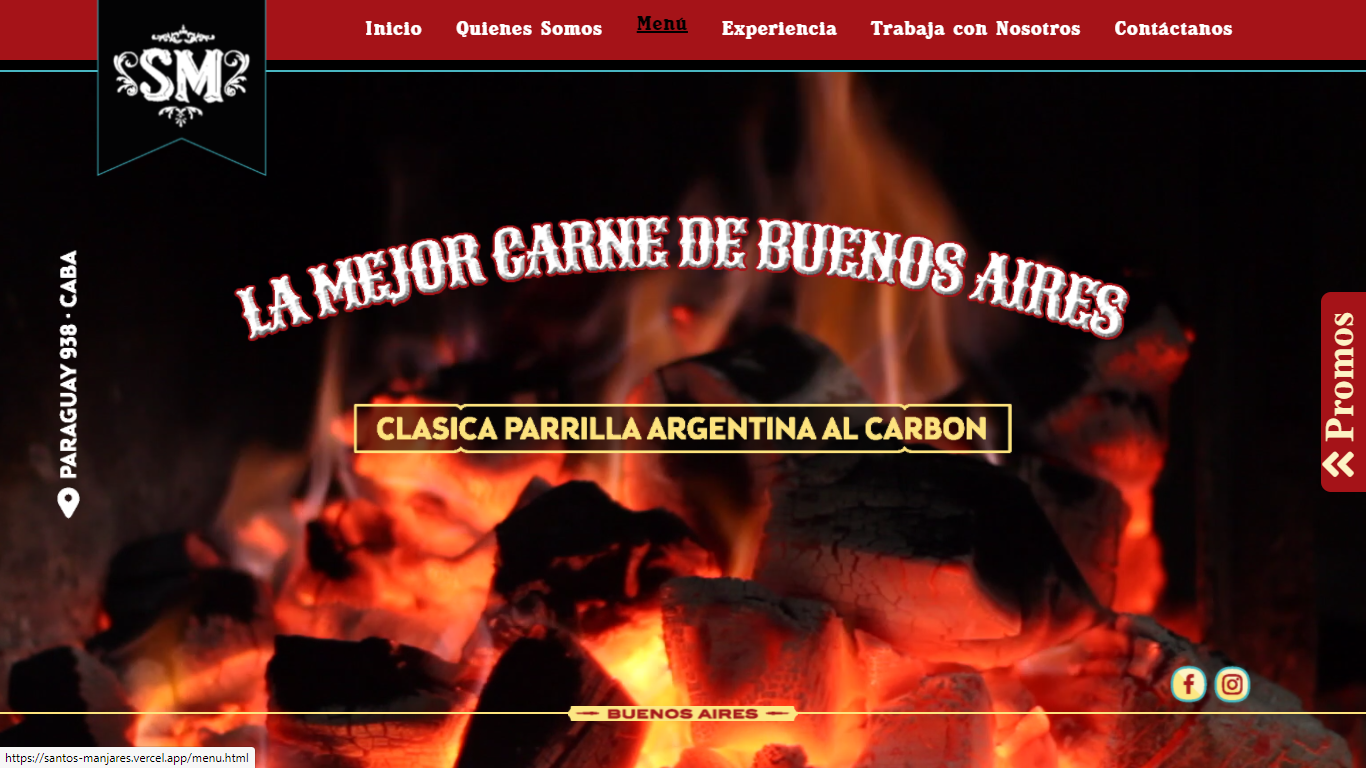 SM
Inicio Quienes Somos Menú Experiencia Trabaja con Nosotros Contáctanos
LA MEJOR CARNE DE BUENOS AIRES
PARAGUAY 938 · CABA
CLASICA PARRILLA ARGENTINA AL CARBON
Promos
BUENOS AIRES
https://santos-manjares.vercel.app/menu.html